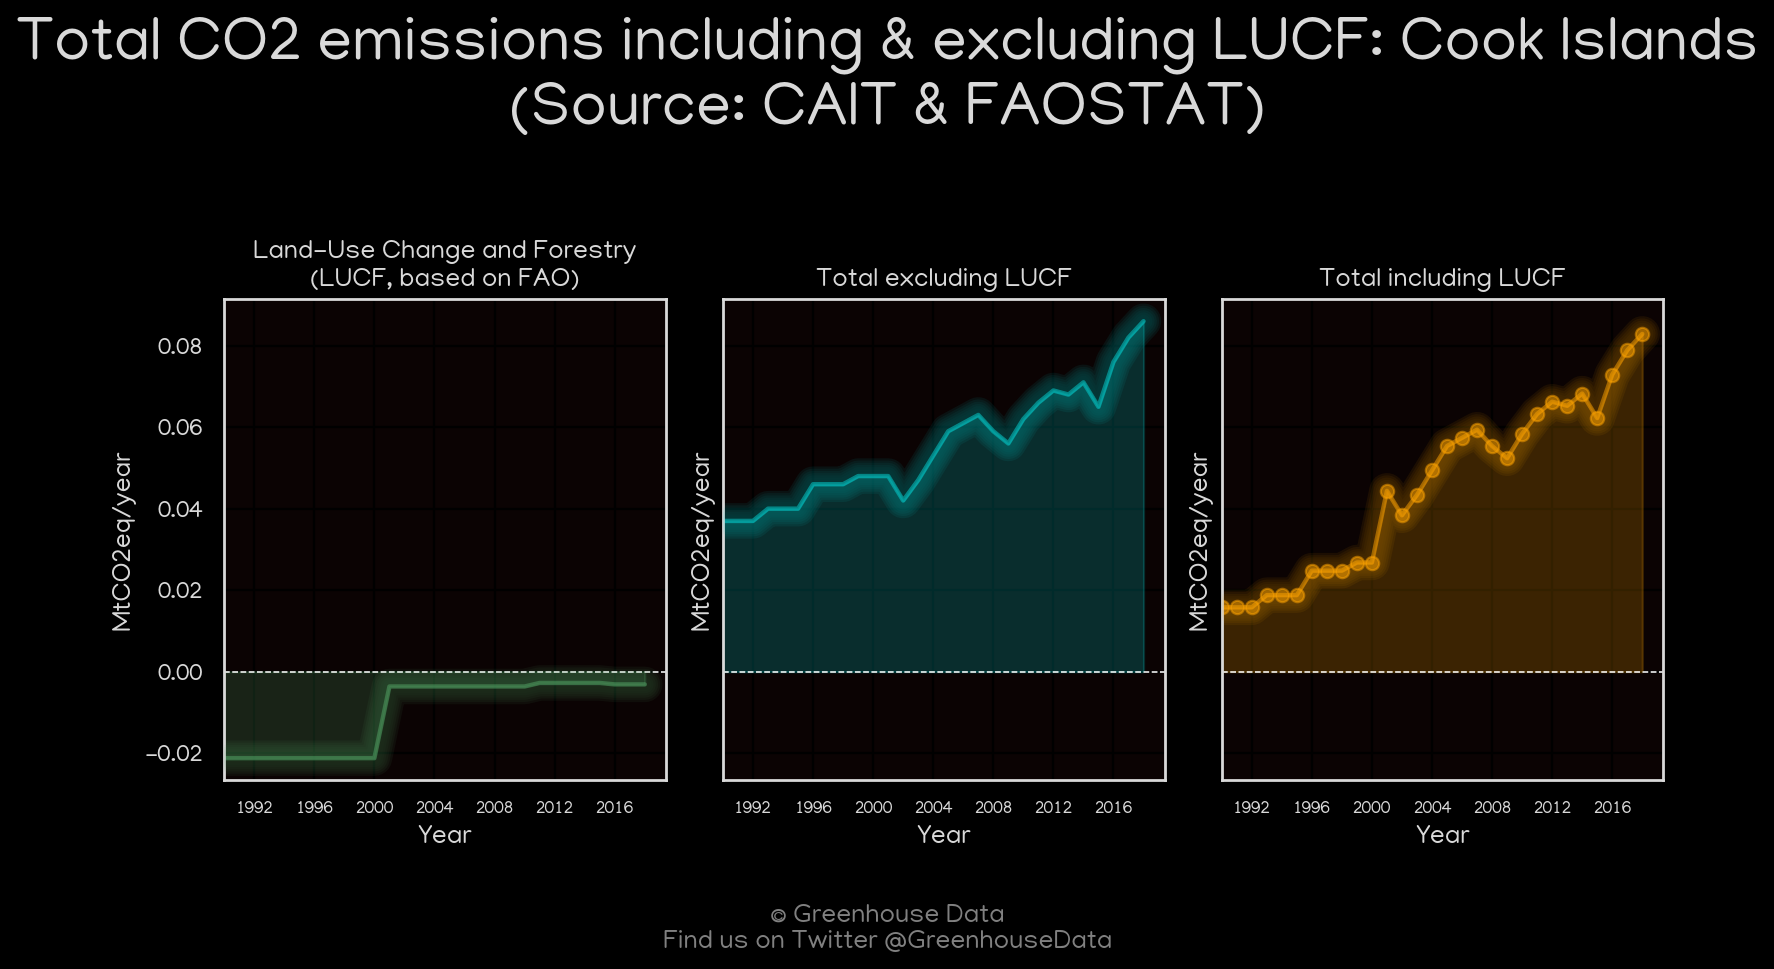 Total CO2 emissions including & excluding LUCF: Cook Islands
(Source: CAIT & FAOSTAT)
Land-Use Change and Forestry
(LUCF, based on FAO)
Total excluding LUCF
Total including LUCF
0.08
0.06
0.04
0.02
0.00
-0.02
MtCO2eq/year
MtCO2eq/year
MtCO2eq/year
1992 1996 2000 2004 2008 2012 2016
1992 1996 2000 2004 2008 2012 2016
1992 1996 2000 2004 2008 2012 2016
Year
Year
Year
© Greenhouse Data
Find us on Twitter @GreenhouseData